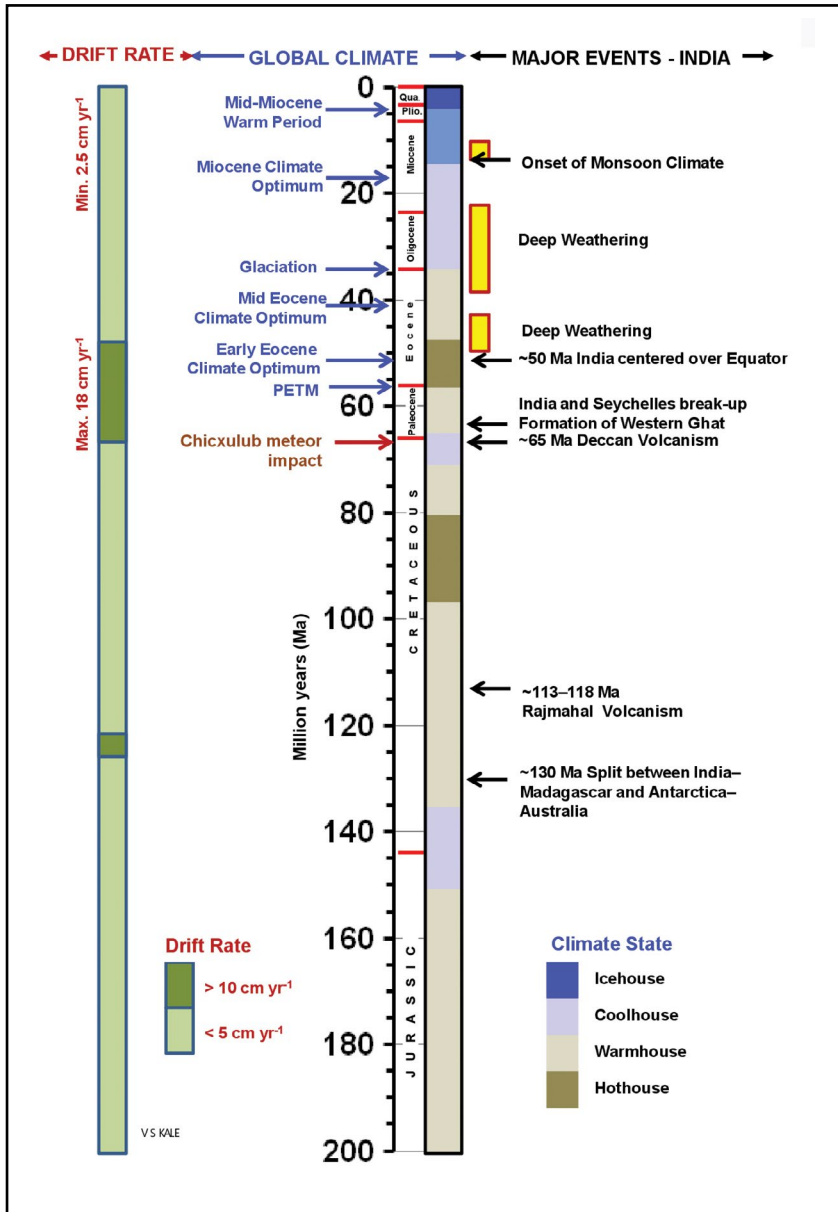 DRIFT RATE
GLOBAL CLIMATE
MAJOR EVENTS - INDIA
Min. 2.5 cm yr⁻¹
Max. 18 cm yr⁻¹
Mid-Miocene
Warm Period
Miocene Climate
Optimum
Glaciation
Mid Eocene
Climate Optimum
Early Eocene
Climate Optimum
PETM
Chicxulub meteor
impact
Million years (Ma)
0
20
40
60
80
100
120
140
160
180
200
Qua.
Plio.
Miocene
Oligocene
Eocene
Paleocene
CRETACEOUS
JURASSIC
Onset of Monsoon Climate
Deep Weathering
Deep Weathering
~50 Ma India centered over Equator
India and Seychelles break-up
Formation of Western Ghat
~65 Ma Deccan Volcanism
~113–118 Ma
Rajmahal Volcanism
~130 Ma Split between India–
Madagascar and Antarctica–
Australia
Drift Rate
> 10 cm yr⁻¹
< 5 cm yr⁻¹
Climate State
Icehouse
Coolhouse
Warmhouse
Hothouse
V S KALE